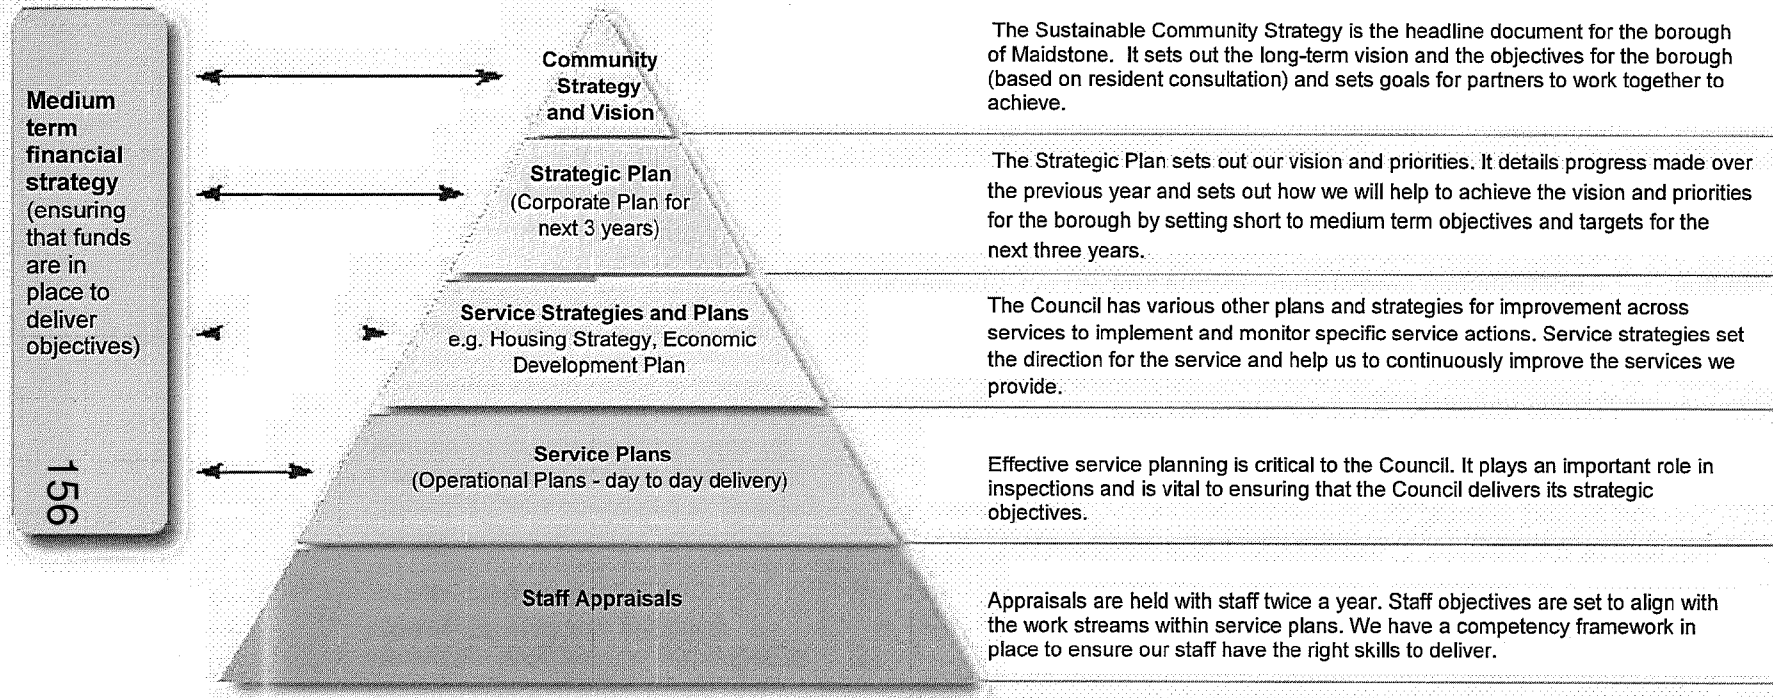 Medium
term
financial
strategy
(ensuring
that funds
are in
place to
deliver
objectives)
156
Community
Strategy
and Vision
The Sustainable Community Strategy is the headline document for the borough
of Maidstone. It sets out the long-term vision and the objectives for the borough
(based on resident consultation) and sets goals for partners to work together to
achieve.
Strategic Plan
(Corporate Plan for
next 3 years)
The Strategic Plan sets out our vision and priorities. It details progress made over
the previous year and sets out how we will help to achieve the vision and priorities
for the borough by setting short to medium term objectives and targets for the
next three years.
Service Strategies and Plans
e.g. Housing Strategy, Economic
Development Plan
The Council has various other plans and strategies for improvement across
services to implement and monitor specific service actions. Service strategies set
the direction for the service and help us to continuously improve the services we
provide.
Service Plans
(Operational Plans - day to day delivery)
Effective service planning is critical to the Council. It plays an important role in
inspections and is vital to ensuring that the Council delivers its strategic
objectives.
Staff Appraisals
Appraisals are held with staff twice a year. Staff objectives are set to align with
the work streams within service plans. We have a competency framework in
place to ensure our staff have the right skills to deliver.